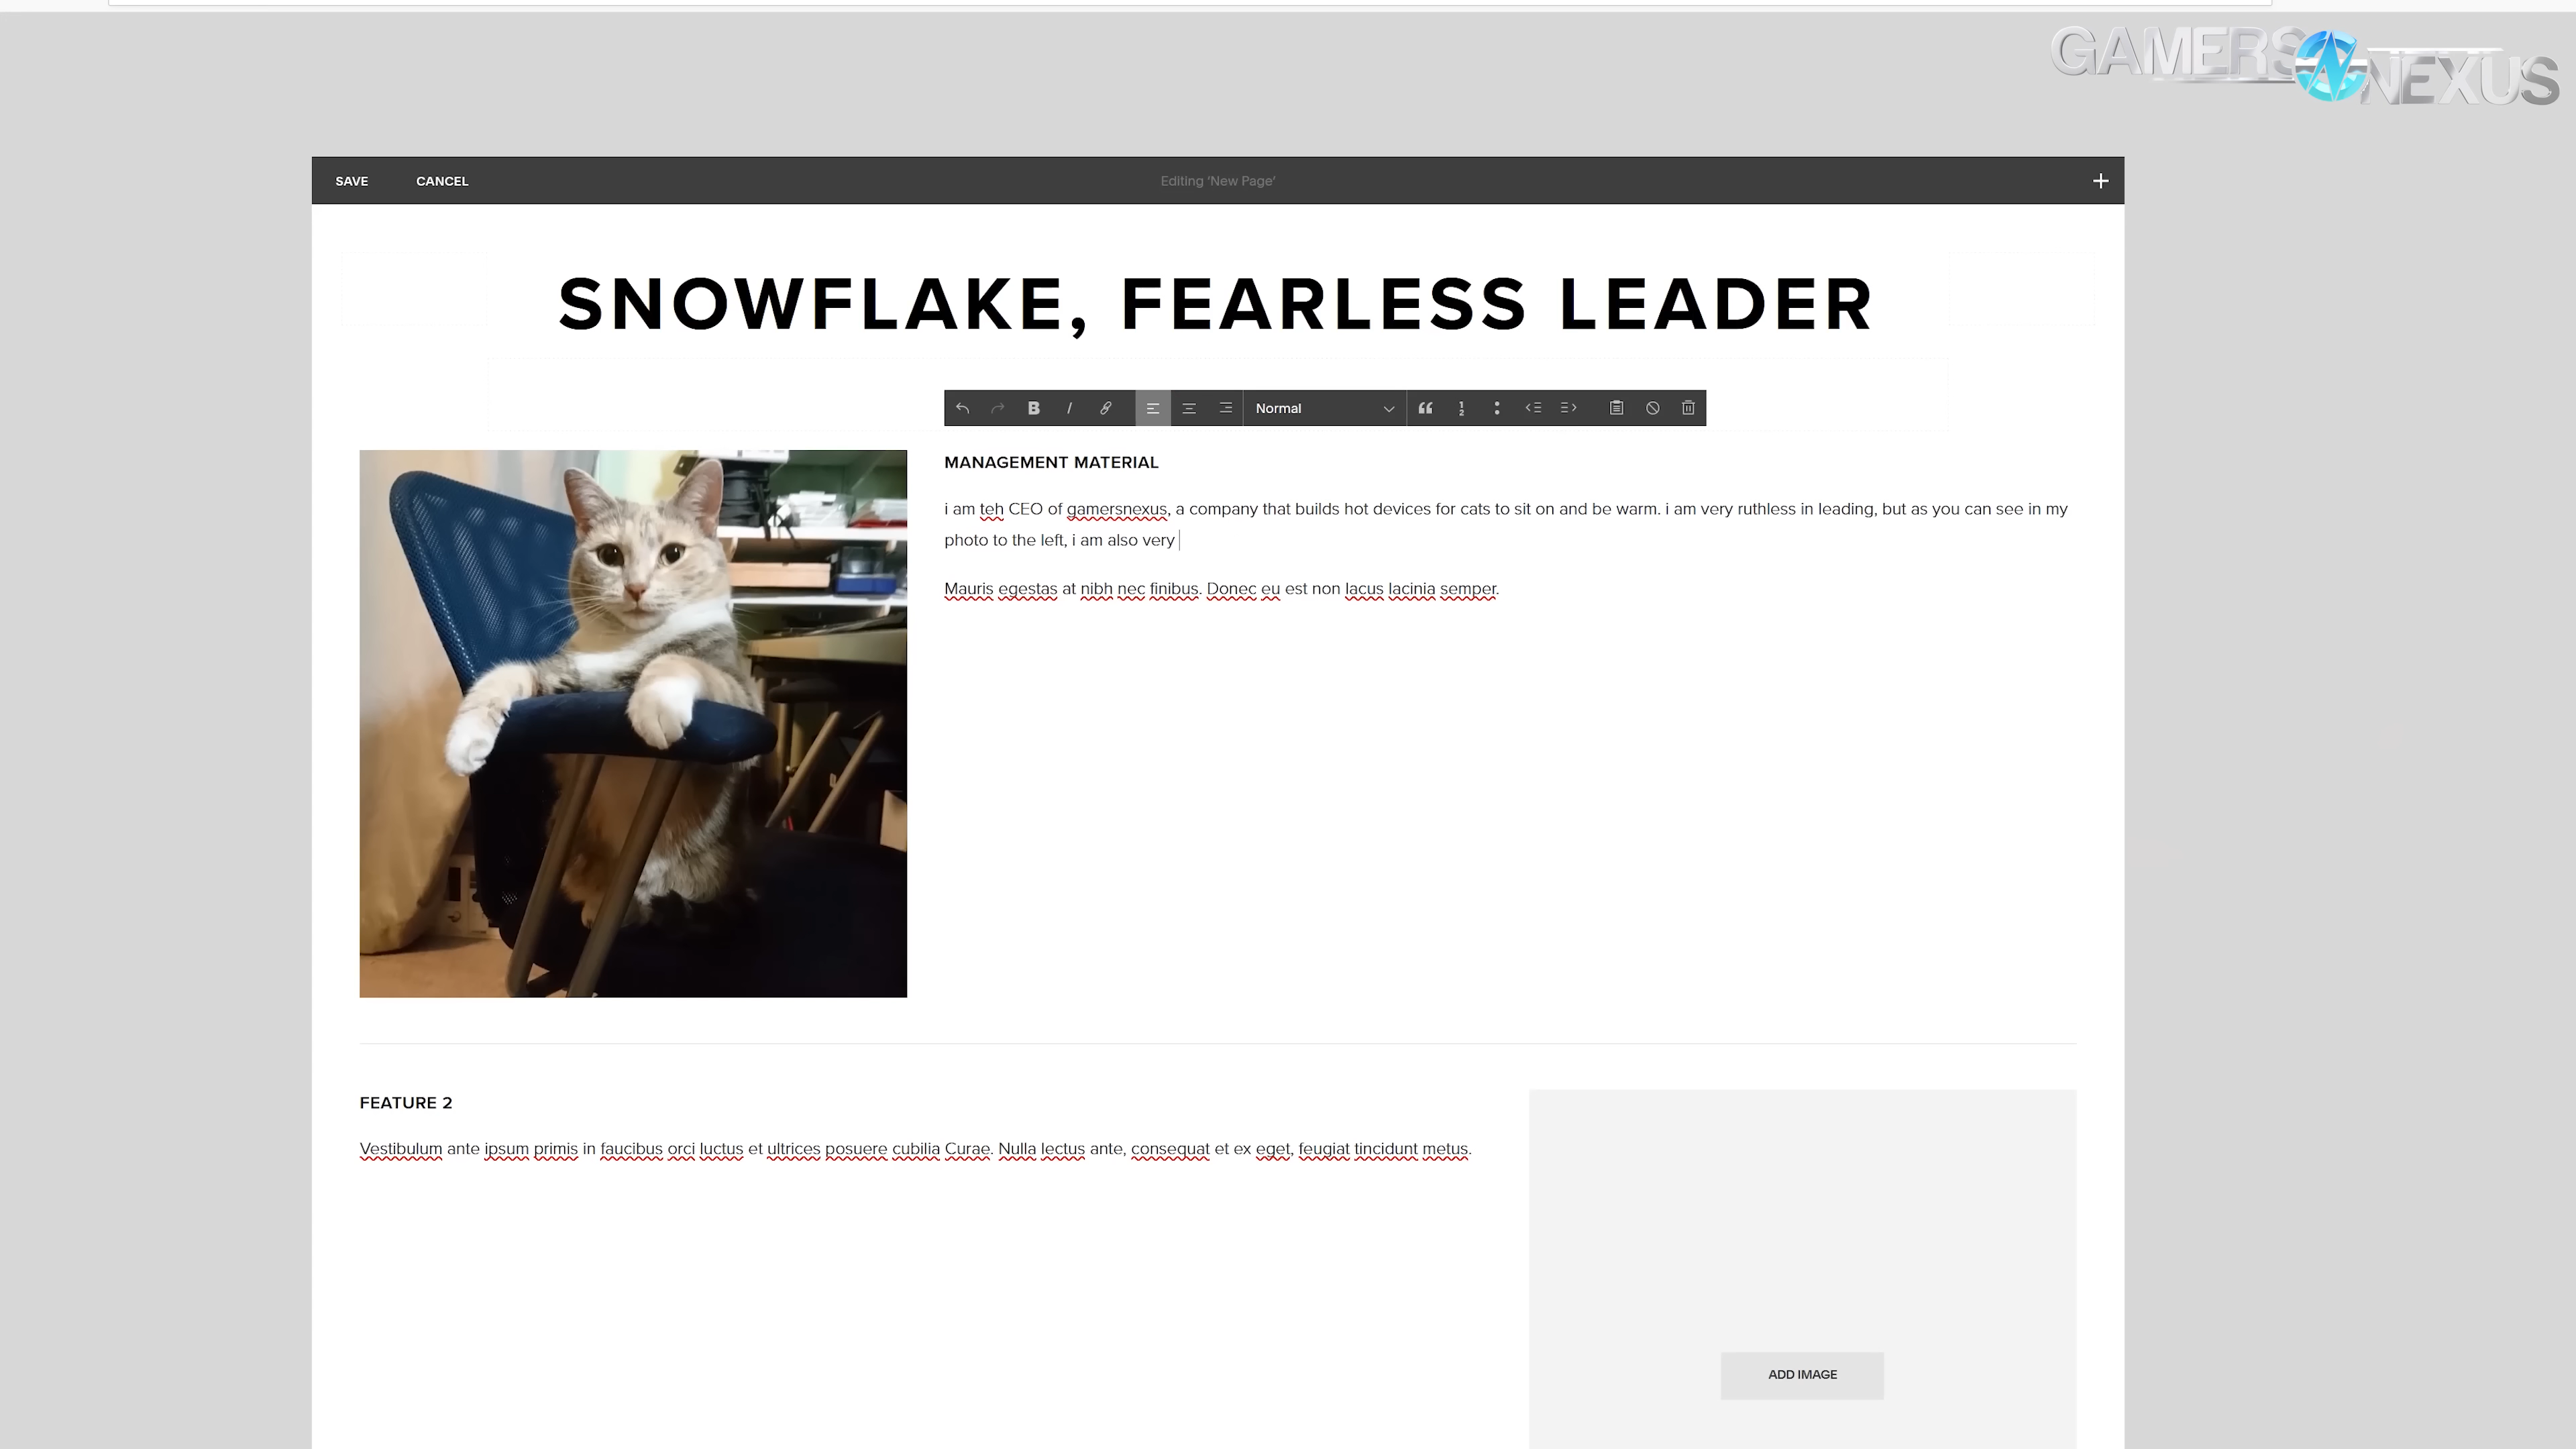 GAMERS NEXUS
SAVE CANCEL Editing 'New Page'
SNOWFLAKE, FEARLESS LEADER
Normal
MANAGEMENT MATERIAL
i am teh CEO of gamersnexus, a company that builds hot devices for cats to sit on and be warm. i am very ruthless in leading, but as you can see in my
photo to the left, i am also very
Mauris egestas at nibh nec finibus. Donec eu est non lacus lacinia semper.
FEATURE 2
Vestibulum ante ipsum primis in faucibus orci luctus et ultrices posuere cubilia Curae. Nulla lectus ante, consequat et ex eget, feugiat tincidunt metus.
ADD IMAGE